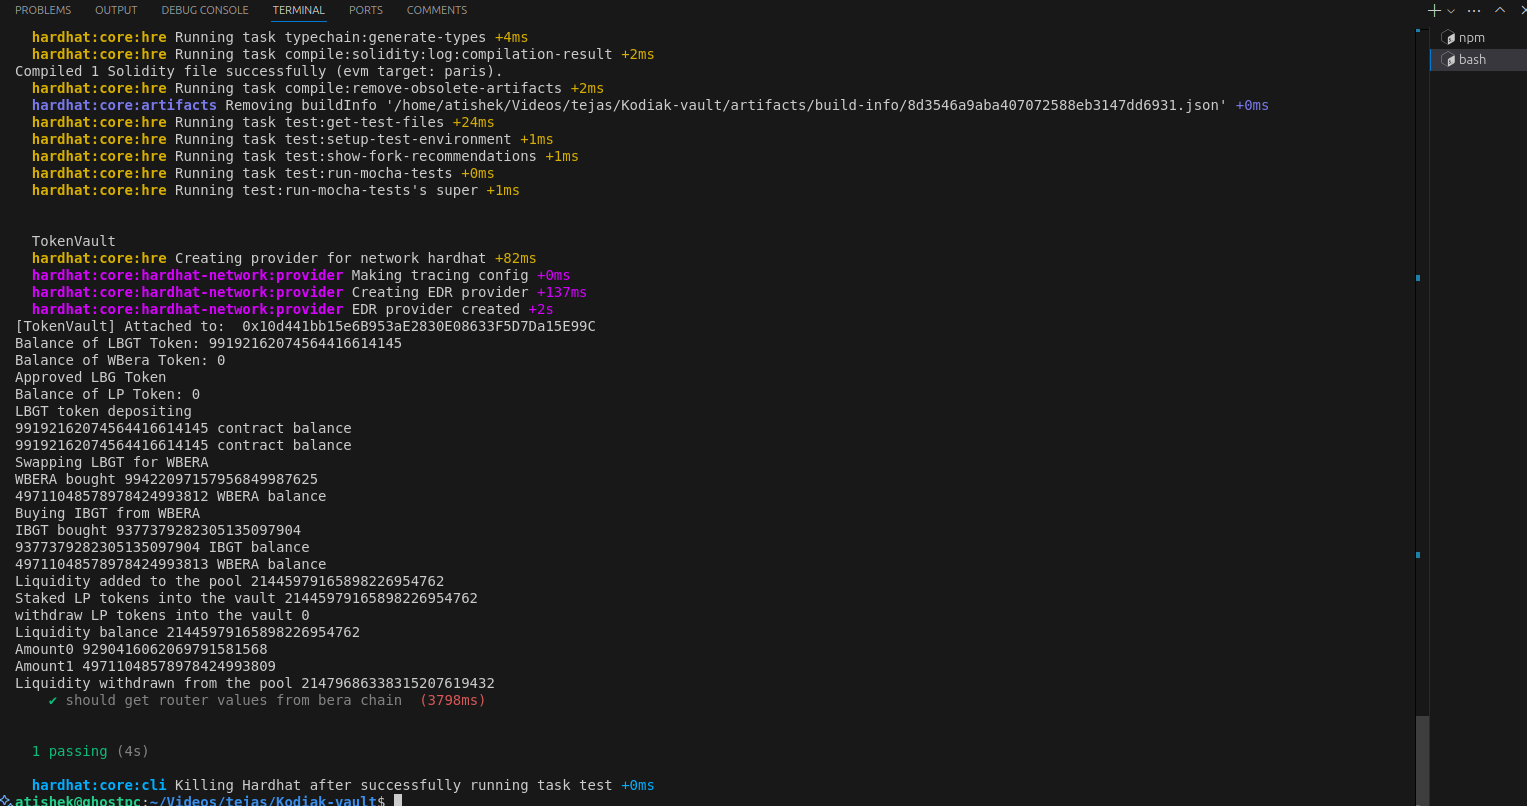 PROBLEMS OUTPUT DEBUG CONSOLE TERMINAL PORTS COMMENTS
npm
bash
hardhat:core:hre Running task typechain:generate-types +4ms
hardhat:core:hre Running task compile:solidity:log:compilation-result +2ms
Compiled 1 Solidity file successfully (evm target: paris).
hardhat:core:hre Running task compile:remove-obsolete-artifacts +2ms
hardhat:core:artifacts Removing buildInfo '/home/atishek/Videos/tejas/Kodiak-vault/artifacts/build-info/8d3546a9aba407072588eb3147dd6931.json' +0ms
hardhat:core:hre Running task test:get-test-files +24ms
hardhat:core:hre Running task test:setup-test-environment +1ms
hardhat:core:hre Running task test:show-fork-recommendations +1ms
hardhat:core:hre Running task test:run-mocha-tests +0ms
hardhat:core:hre Running test:run-mocha-tests's super +1ms
TokenVault
hardhat:core:hre Creating provider for network hardhat +82ms
hardhat:core:hardhat-network:provider Making tracing config +0ms
hardhat:core:hardhat-network:provider Creating EDR provider +137ms
hardhat:core:hardhat-network:provider EDR provider created +2s
[TokenVault] Attached to:  0x10d441bb15e6B953aE2830E08633F5D7Da15E99C
Balance of LBGT Token: 99192162074564416614145
Balance of WBera Token: 0
Approved LBG Token
Balance of LP Token: 0
LBGT token depositing
99192162074564416614145 contract balance
99192162074564416614145 contract balance
Swapping LBGT for WBERA
WBERA bought 99422097157956849987625
49711048578978424993812 WBERA balance
Buying IBGT from WBERA
IBGT bought 9377379282305135097904
9377379282305135097904 IBGT balance
49711048578978424993813 WBERA balance
Liquidity added to the pool 21445979165898226954762
Staked LP tokens into the vault 21445979165898226954762
withdraw LP tokens into the vault 0
Liquidity balance 21445979165898226954762
Amount0 9290416062069791581568
Amount1 49711048578978424993809
Liquidity withdrawn from the pool 21479686338315207619432
✔ should get router values from bera chain (3798ms)
1 passing (4s)
hardhat:core:cli Killing Hardhat after successfully running task test +0ms
atishek@ghostpc:~/Videos/tejas/Kodiak-vault$